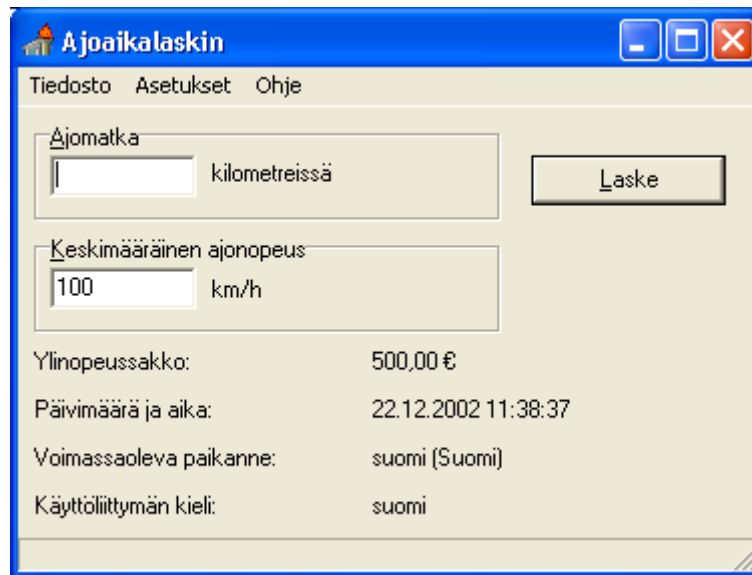 Ajoaikalaskin
Tiedosto Asetukset Ohje
Ajomatka
kilometreissä
Laske
Keskimääräinen ajonopeus
100 km/h
Ylinopeussakko: 500,00 €
Päivimäärä ja aika: 22.12.2002 11:38:37
Voimassaoleva paikanne: suomi (Suomi)
Käyttöliittymän kieli: suomi